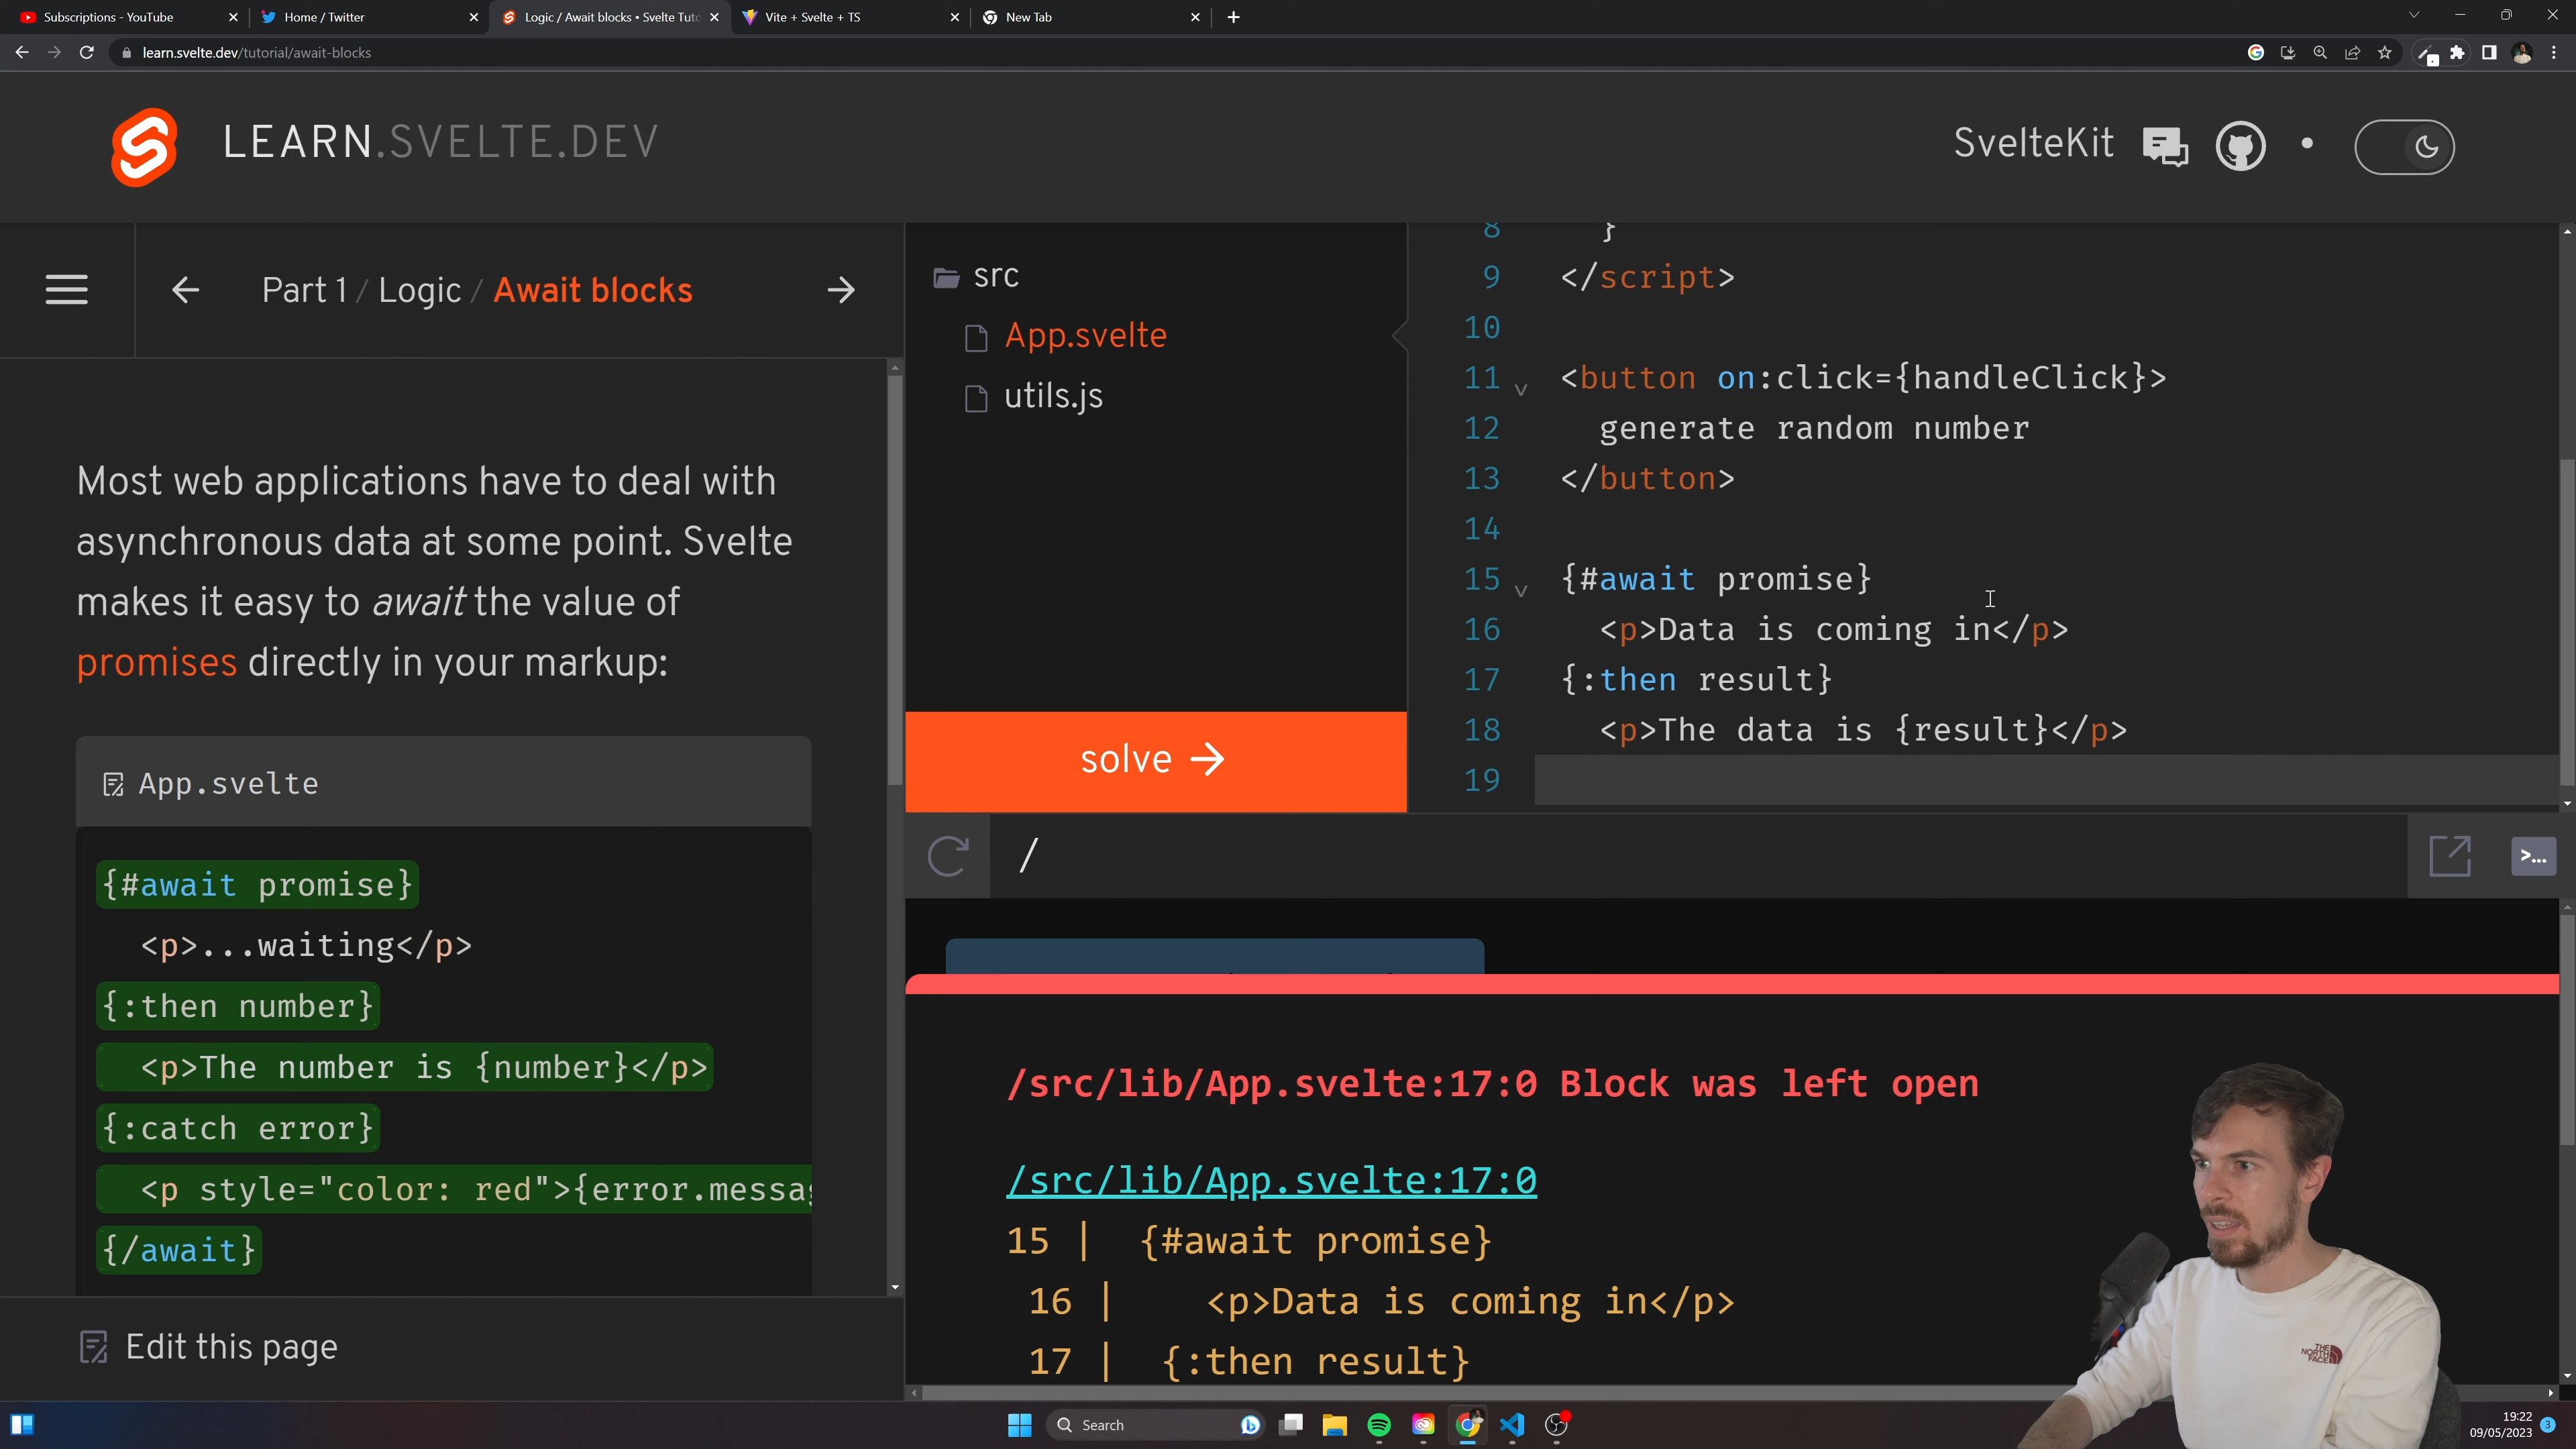 Subscriptions - YouTube
Home / Twitter
Logic / Await blocks • Svelte Tuto
Vite + Svelte + TS
New Tab
learn.svelte.dev/tutorial/await-blocks
LEARN.SVELTE.DEV
SvelteKit
Part 1 / Logic / Await blocks
Most web applications have to deal with
asynchronous data at some point. Svelte
makes it easy to await the value of
promises directly in your markup:
App.svelte
{#await promise}
<p>...waiting</p>
{:then number}
<p>The number is {number}</p>
{:catch error}
<p style="color: red">{error.messag
{/await}
Edit this page
src
App.svelte
utils.js
solve →
8 }
9 </script>
10
11 <button on:click={handleClick}>
12 generate random number
13 </button>
14
15 {#await promise}
16 <p>Data is coming in</p>
17 {:then result}
18 <p>The data is {result}</p>
19
/
>...
/src/lib/App.svelte:17:0 Block was left open
/src/lib/App.svelte:17:0
15 | {#await promise}
16 | <p>Data is coming in</p>
17 | {:then result}
THE NORTH FACE
Search
19:22
09/05/2023
3